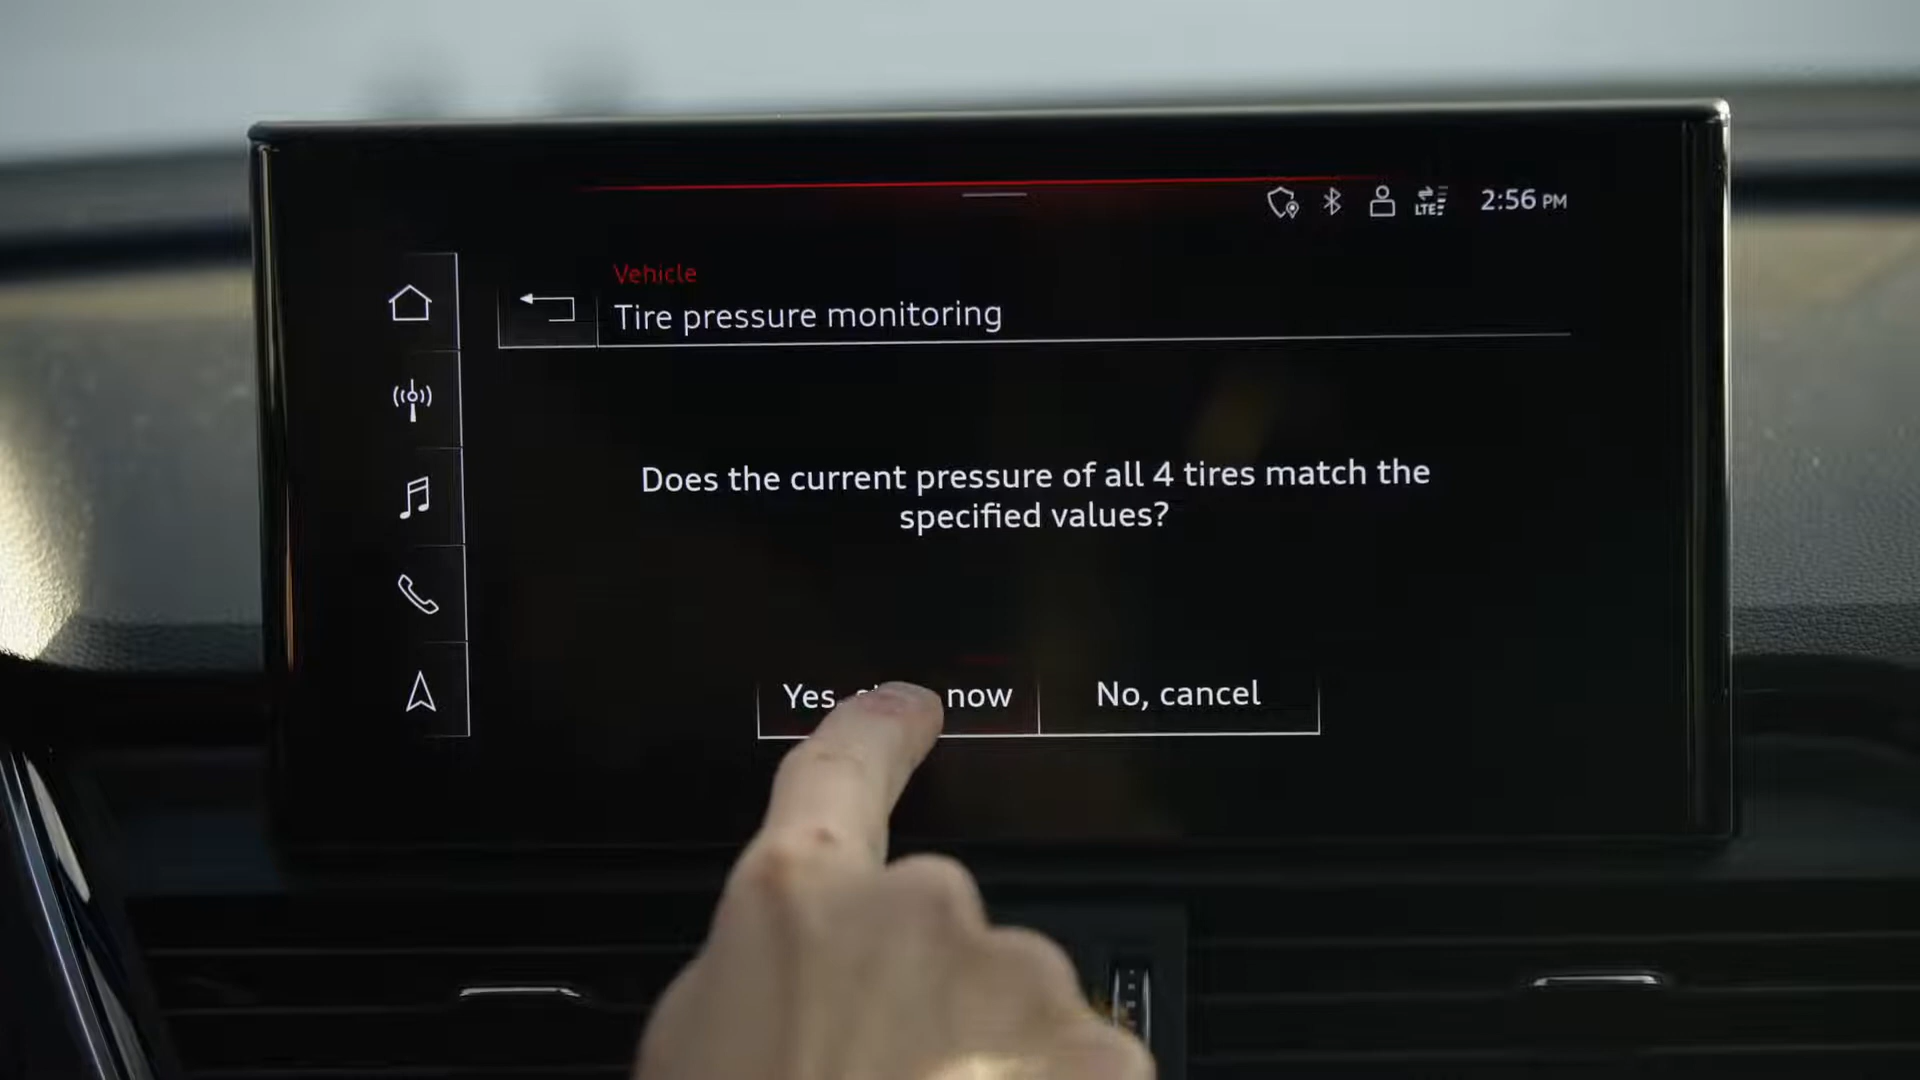 LTE
2:56 PM
Vehicle
Tire pressure monitoring
Does the current pressure of all 4 tires match the
specified values?
Yes, now
No, cancel